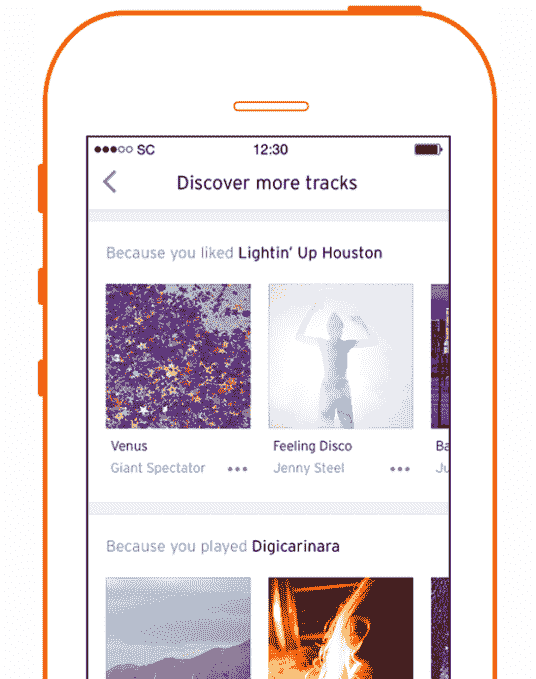 SC 12:30
Discover more tracks
Because you liked Lightin' Up Houston
Venus Feeling Disco Ba
Giant Spectator Jenny Steel Ju
Because you played Digicarinara